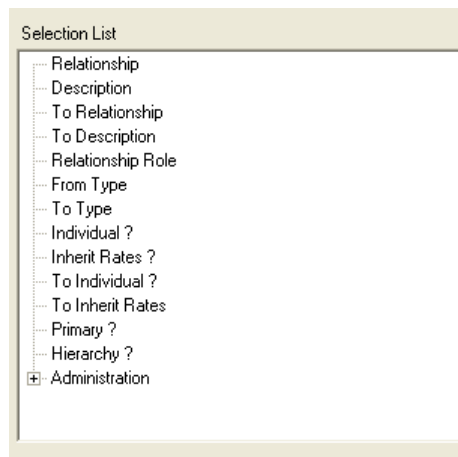 Selection List
Relationship
Description
To Relationship
To Description
Relationship Role
From Type
To Type
Individual ?
Inherit Rates ?
To Individual ?
To Inherit Rates
Primary ?
Hierarchy ?
Administration